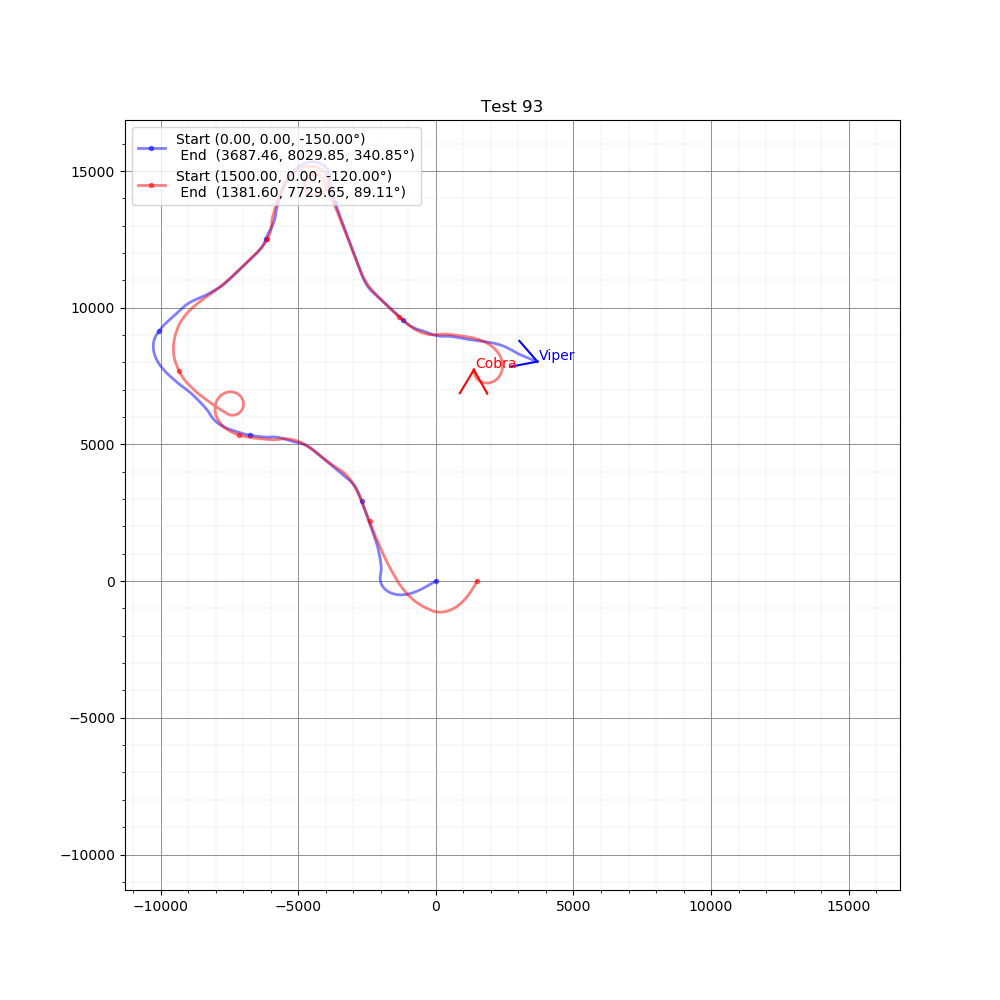 Test 93
Start (0.00, 0.00, -150.00°)
End  (3687.46, 8029.85, 340.85°)
Start (1500.00, 0.00, -120.00°)
End  (1381.60, 7729.65, 89.11°)
15000
10000
Viper
Cobra
5000
0
−5000
−10000
−10000 −5000 0 5000 10000 15000